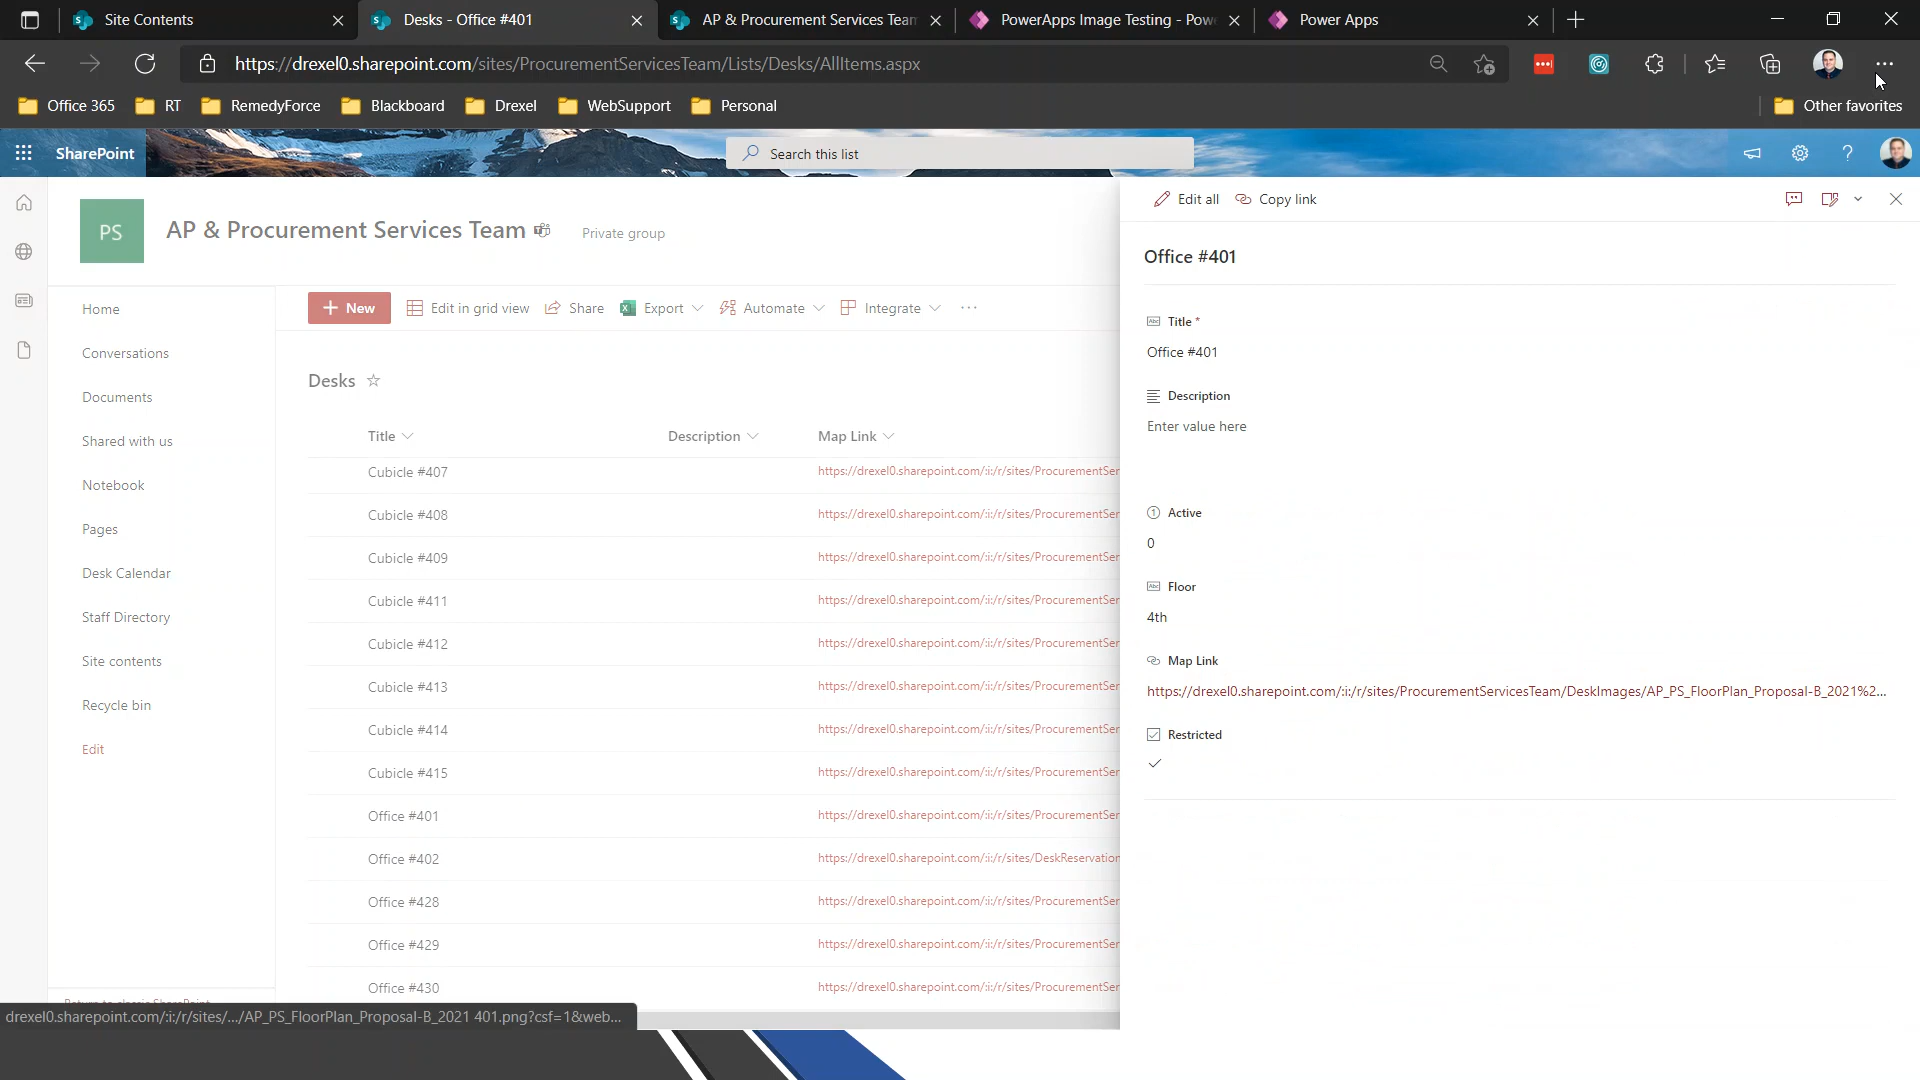 Site Contents
Desks - Office #401
AP & Procurement Services Team
PowerApps Image Testing - Pow
Power Apps
https://drexel0.sharepoint.com/sites/ProcurementServicesTeam/Lists/Desks/AllItems.aspx
Office 365
RT
RemedyForce
Blackboard
Drexel
WebSupport
Personal
Other favorites
SharePoint
Search this list
PS
AP & Procurement Services Team
Private group
Home
Conversations
Documents
Shared with us
Notebook
Pages
Desk Calendar
Staff Directory
Site contents
Recycle bin
Edit
Return to classic SharePoint
+ New
Edit in grid view
Share
Export
Automate
Integrate
...
Desks
Title Description Map Link
Cubicle #407 https://drexel0.sharepoint.com/:i:/r/sites/ProcurementSer
Cubicle #408 https://drexel0.sharepoint.com/:i:/r/sites/ProcurementSer
Cubicle #409 https://drexel0.sharepoint.com/:i:/r/sites/ProcurementSer
Cubicle #411 https://drexel0.sharepoint.com/:i:/r/sites/ProcurementSer
Cubicle #412 https://drexel0.sharepoint.com/:i:/r/sites/ProcurementSer
Cubicle #413 https://drexel0.sharepoint.com/:i:/r/sites/ProcurementSer
Cubicle #414 https://drexel0.sharepoint.com/:i:/r/sites/ProcurementSer
Cubicle #415 https://drexel0.sharepoint.com/:i:/r/sites/ProcurementSer
Office #401 https://drexel0.sharepoint.com/:i:/r/sites/ProcurementSer
Office #402 https://drexel0.sharepoint.com/:i:/r/sites/DeskReservation
Office #428 https://drexel0.sharepoint.com/:i:/r/sites/ProcurementSer
Office #429 https://drexel0.sharepoint.com/:i:/r/sites/ProcurementSer
Office #430 https://drexel0.sharepoint.com/:i:/r/sites/ProcurementSer
Edit all
Copy link
Office #401
Title *
Office #401
Description
Enter value here
Active
0
Floor
4th
Map Link
https://drexel0.sharepoint.com/:i:/r/sites/ProcurementServicesTeam/DeskImages/AP_PS_FloorPlan_Proposal-B_2021%2...
Restricted
drexel0.sharepoint.com/:i:/r/sites/.../AP_PS_FloorPlan_Proposal-B_2021 401.png?csf=1&web...